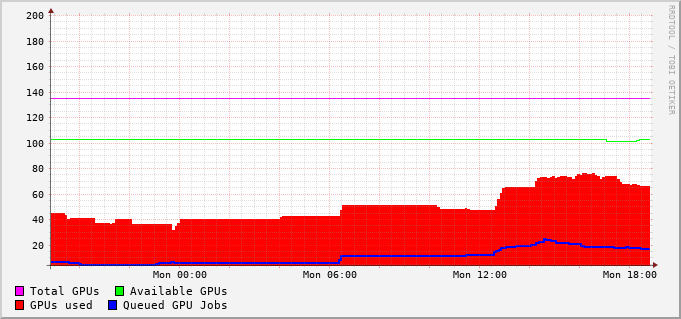 200
180
160
140
120
100
80
60
40
20
Mon 00:00 Mon 06:00 Mon 12:00 Mon 18:00
Total GPUs Available GPUs
GPUs used Queued GPU Jobs
RRDTOOL / TOBI OETIKER